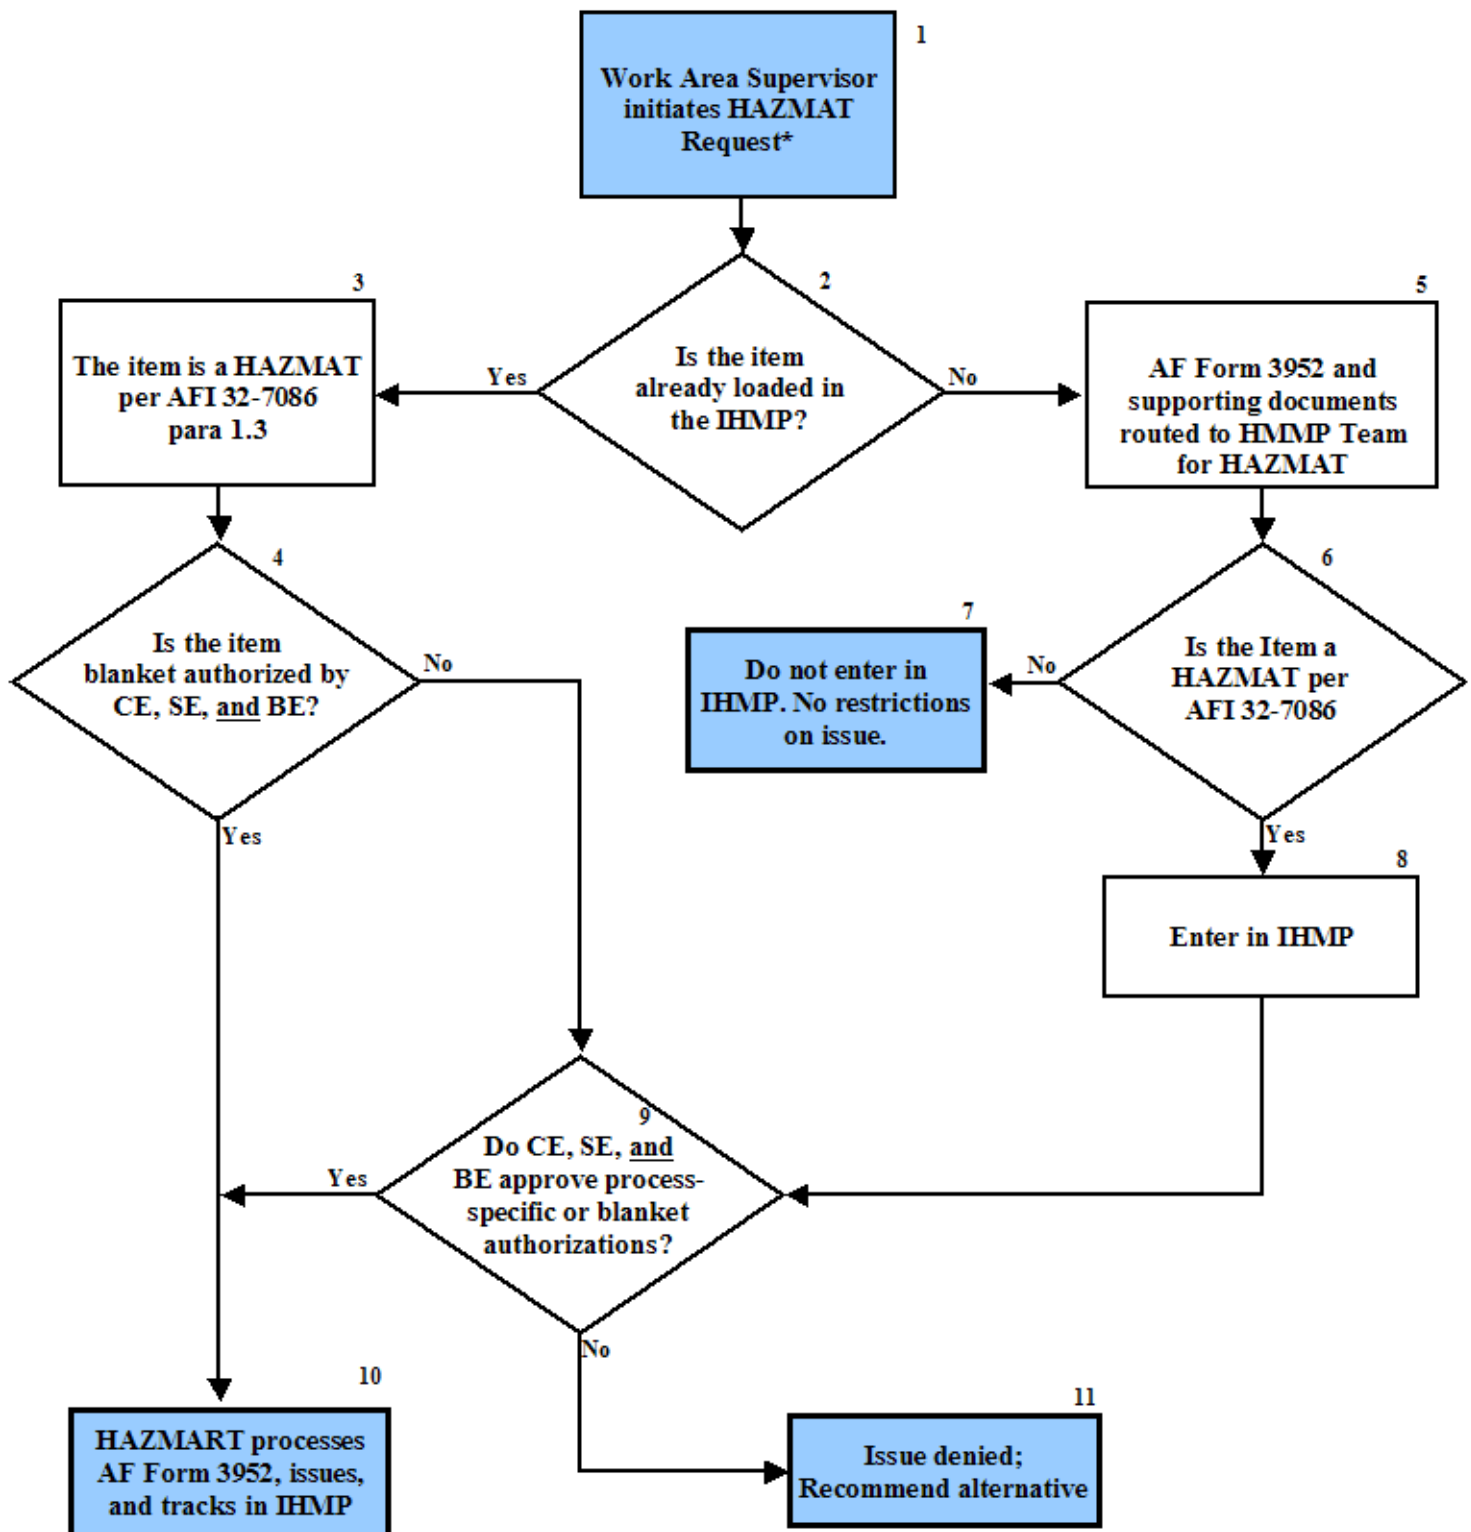 1
Work Area Supervisor
initiates HAZMAT
Request*
2
Is the item
already loaded in
the IHMP?
Yes
No
3
The item is a HAZMAT
per AFI 32-7086
para 1.3
5
AF Form 3952 and
supporting documents
routed to HMMP Team
for HAZMAT
4
Is the item
blanket authorized by
CE, SE, and BE?
No
Yes
6
Is the Item a
HAZMAT per
AFI 32-7086
No
Yes
7
Do not enter in
IHMP. No restrictions
on issue.
8
Enter in IHMP
9
Do CE, SE, and
BE approve process-
specific or blanket
authorizations?
Yes
No
10
HAZMART processes
AF Form 3952, issues,
and tracks in IHMP
11
Issue denied;
Recommend alternative